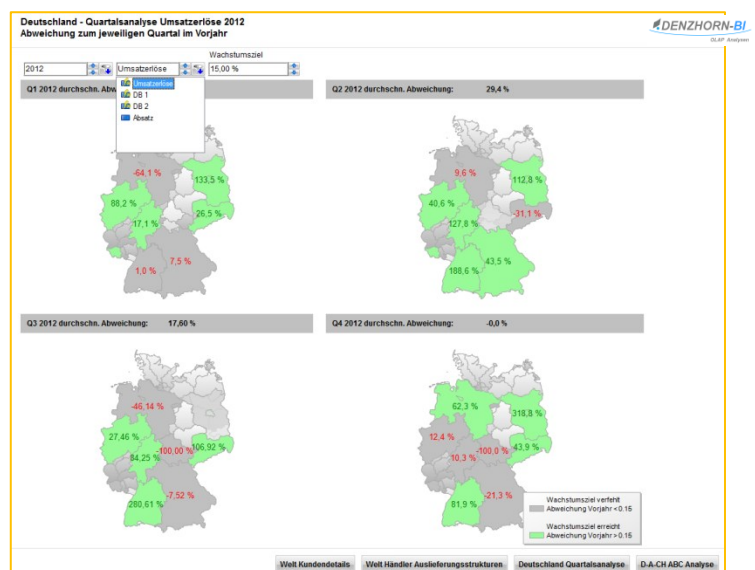 Deutschland - Quartalsanalyse Umsatzerlöse 2012
Abweichung zum jeweiligen Quartal im Vorjahr
DENZHORN-BI
OLAP Analysen
Wachstumsziel
2012 Umsatzerlöse 15,00 %
Umsatzerlöse
DB 1
DB 2
Absatz
Q1 2012 durchschn. Abw
-64,1 %
133,5 %
88,2 %
17,1 %
26,5 %
1,0 %
7,5 %
Q2 2012 durchschn. Abweichung: 29,4 %
9,6 %
112,8 %
40,6 %
127,8 %
-31,1 %
188,6 %
43,5 %
Q3 2012 durchschn. Abweichung: 17,60 %
-46,14 %
27,46 %
84,25 %
-100,00 %
106,92 %
280,61 %
-7,52 %
Q4 2012 durchschn. Abweichung: -0,0 %
62,3 %
318,8 %
12,4 %
10,3 %
-100,0 %
43,9 %
81,9 %
-21,3 %
Wachstumsziel verfehlt
Abweichung Vorjahr <0.15
Wachstumsziel erreicht
Abweichung Vorjahr >0.15
Welt Kundendetails
Welt Händler Auslieferungsstrukturen
Deutschland Quartalsanalyse
D-A-CH ABC Analyse